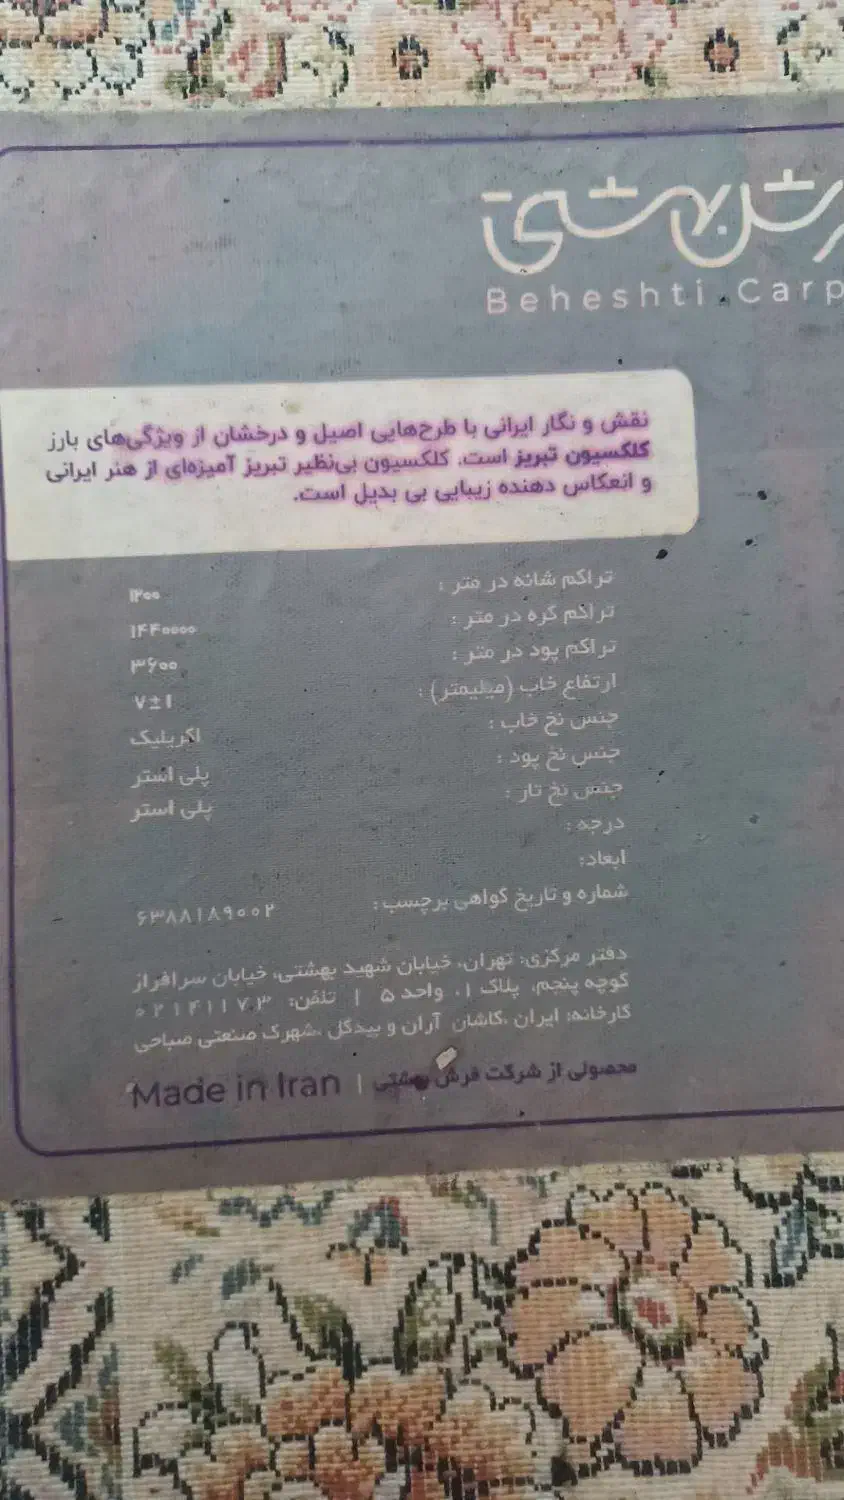 فرش بهشتی
Beheshti Carp
نقش و نگار ایرانی با طرح‌هایی اصیل و درخشان از ویژگی‌های بارز
کلکسیون تبریز است. کلکسیون بی‌نظیر تبریز آمیزه‌ای از هنر ایرانی
و انعکاس دهنده زیبایی بی بدیل است.
تراکم شانه در متر : ۱۲۰۰
تراکم گره در متر : ۱۴۴۰۰۰۰
تراکم پود در متر : ۳۶۰۰
ارتفاع خاب (میلیمتر) : ۷±۱
جنس نخ خاب : اکریلیک
جنس نخ پود : پلی استر
جنس نخ تار : پلی استر
درجه :
ابعاد:
شماره و تاریخ گواهی برچسب : ۶۳۸۸۱۸۹۰۰۲
دفتر مرکزی: تهران، خیابان شهید بهشتی، خیابان سرافراز
کوچه پنجم، پلاک ۱، واحد ۵ | تلفن: ۰۲۱۴۱۱۷۳
کارخانه: ایران ،کاشان آران و بیدگل ،شهرک صنعتی صباحی
محصولی از شرکت فرش بهشتی | Made in Iran